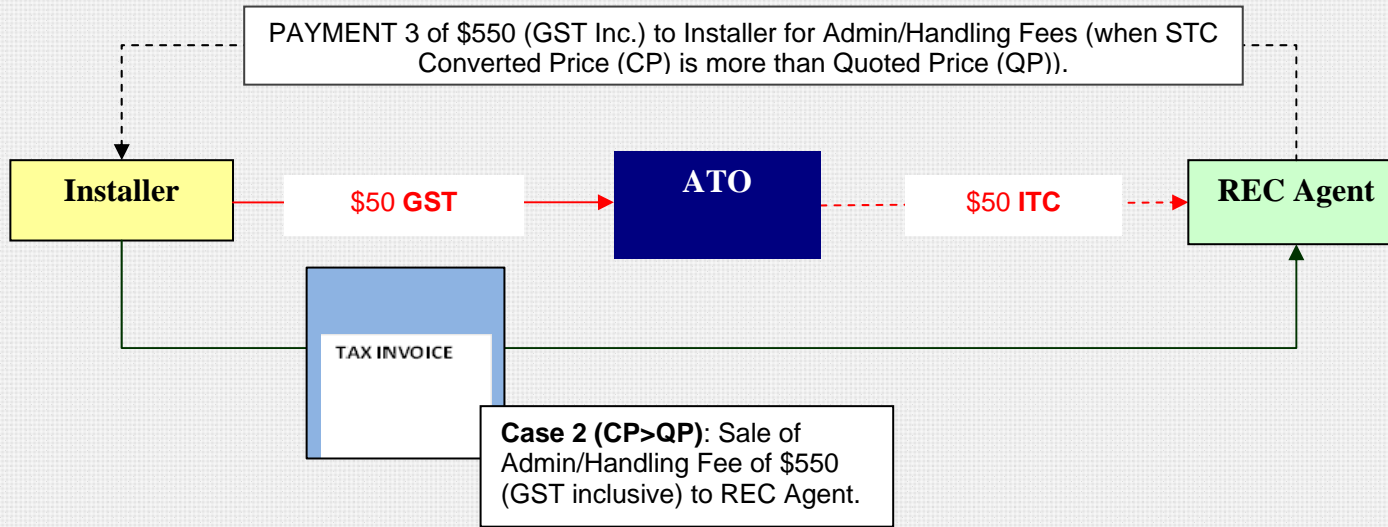 PAYMENT 3 of $550 (GST Inc.) to Installer for Admin/Handling Fees (when STC
Converted Price (CP) is more than Quoted Price (QP)).
Installer
$50 GST
ATO
$50 ITC
REC Agent
TAX INVOICE
Case 2 (CP>QP): Sale of
Admin/Handling Fee of $550
(GST inclusive) to REC Agent.